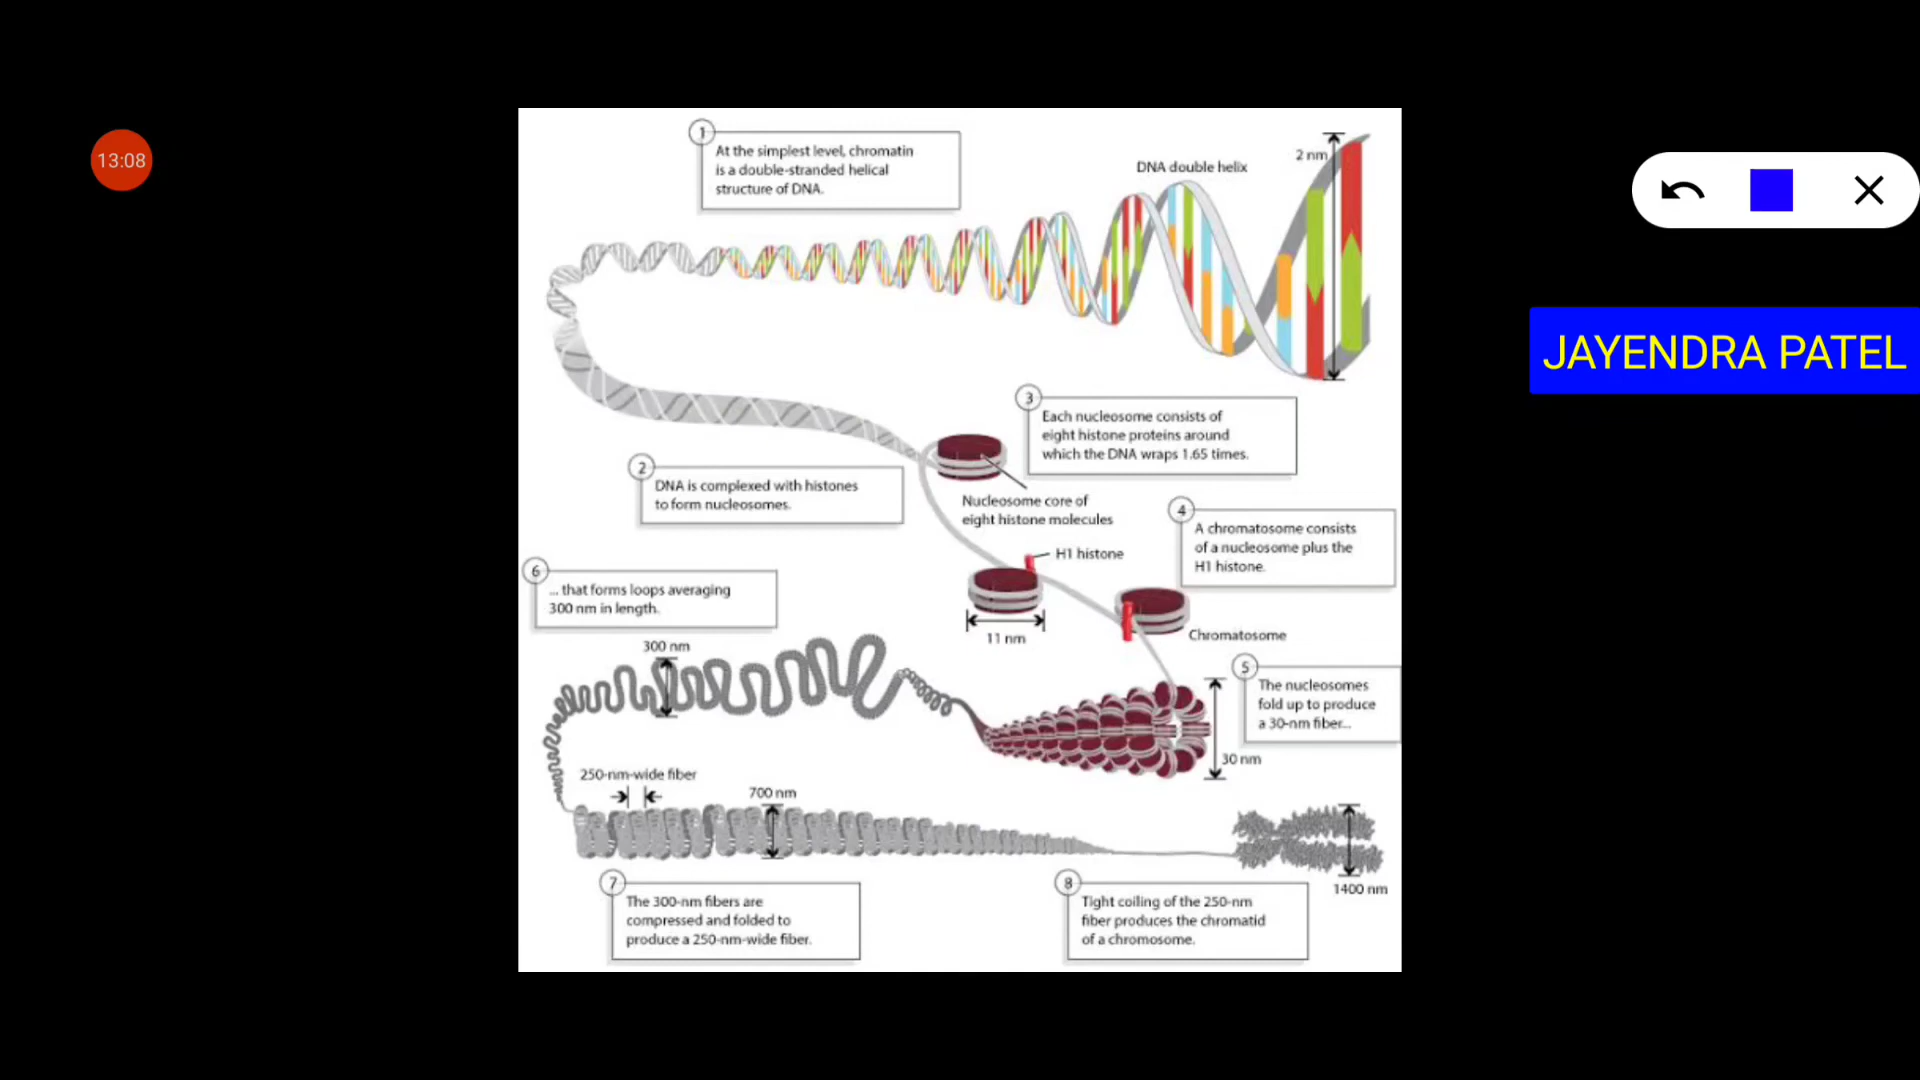 13:08
JAYENDRA PATEL
1
At the simplest level, chromatin
is a double-stranded helical
structure of DNA.
DNA double helix
2 nm
3
Each nucleosome consists of
eight histone proteins around
which the DNA wraps 1.65 times.
2
DNA is complexed with histones
to form nucleosomes.
Nucleosome core of
eight histone molecules
4
A chromatosome consists
of a nucleosome plus the
H1 histone.
H1 histone
11 nm
Chromatosome
6
... that forms loops averaging
300 nm in length.
300 nm
5
The nucleosomes
fold up to produce
a 30-nm fiber...
30 nm
250-nm-wide fiber
700 nm
1400 nm
7
The 300-nm fibers are
compressed and folded to
produce a 250-nm-wide fiber.
8
Tight coiling of the 250-nm
fiber produces the chromatid
of a chromosome.